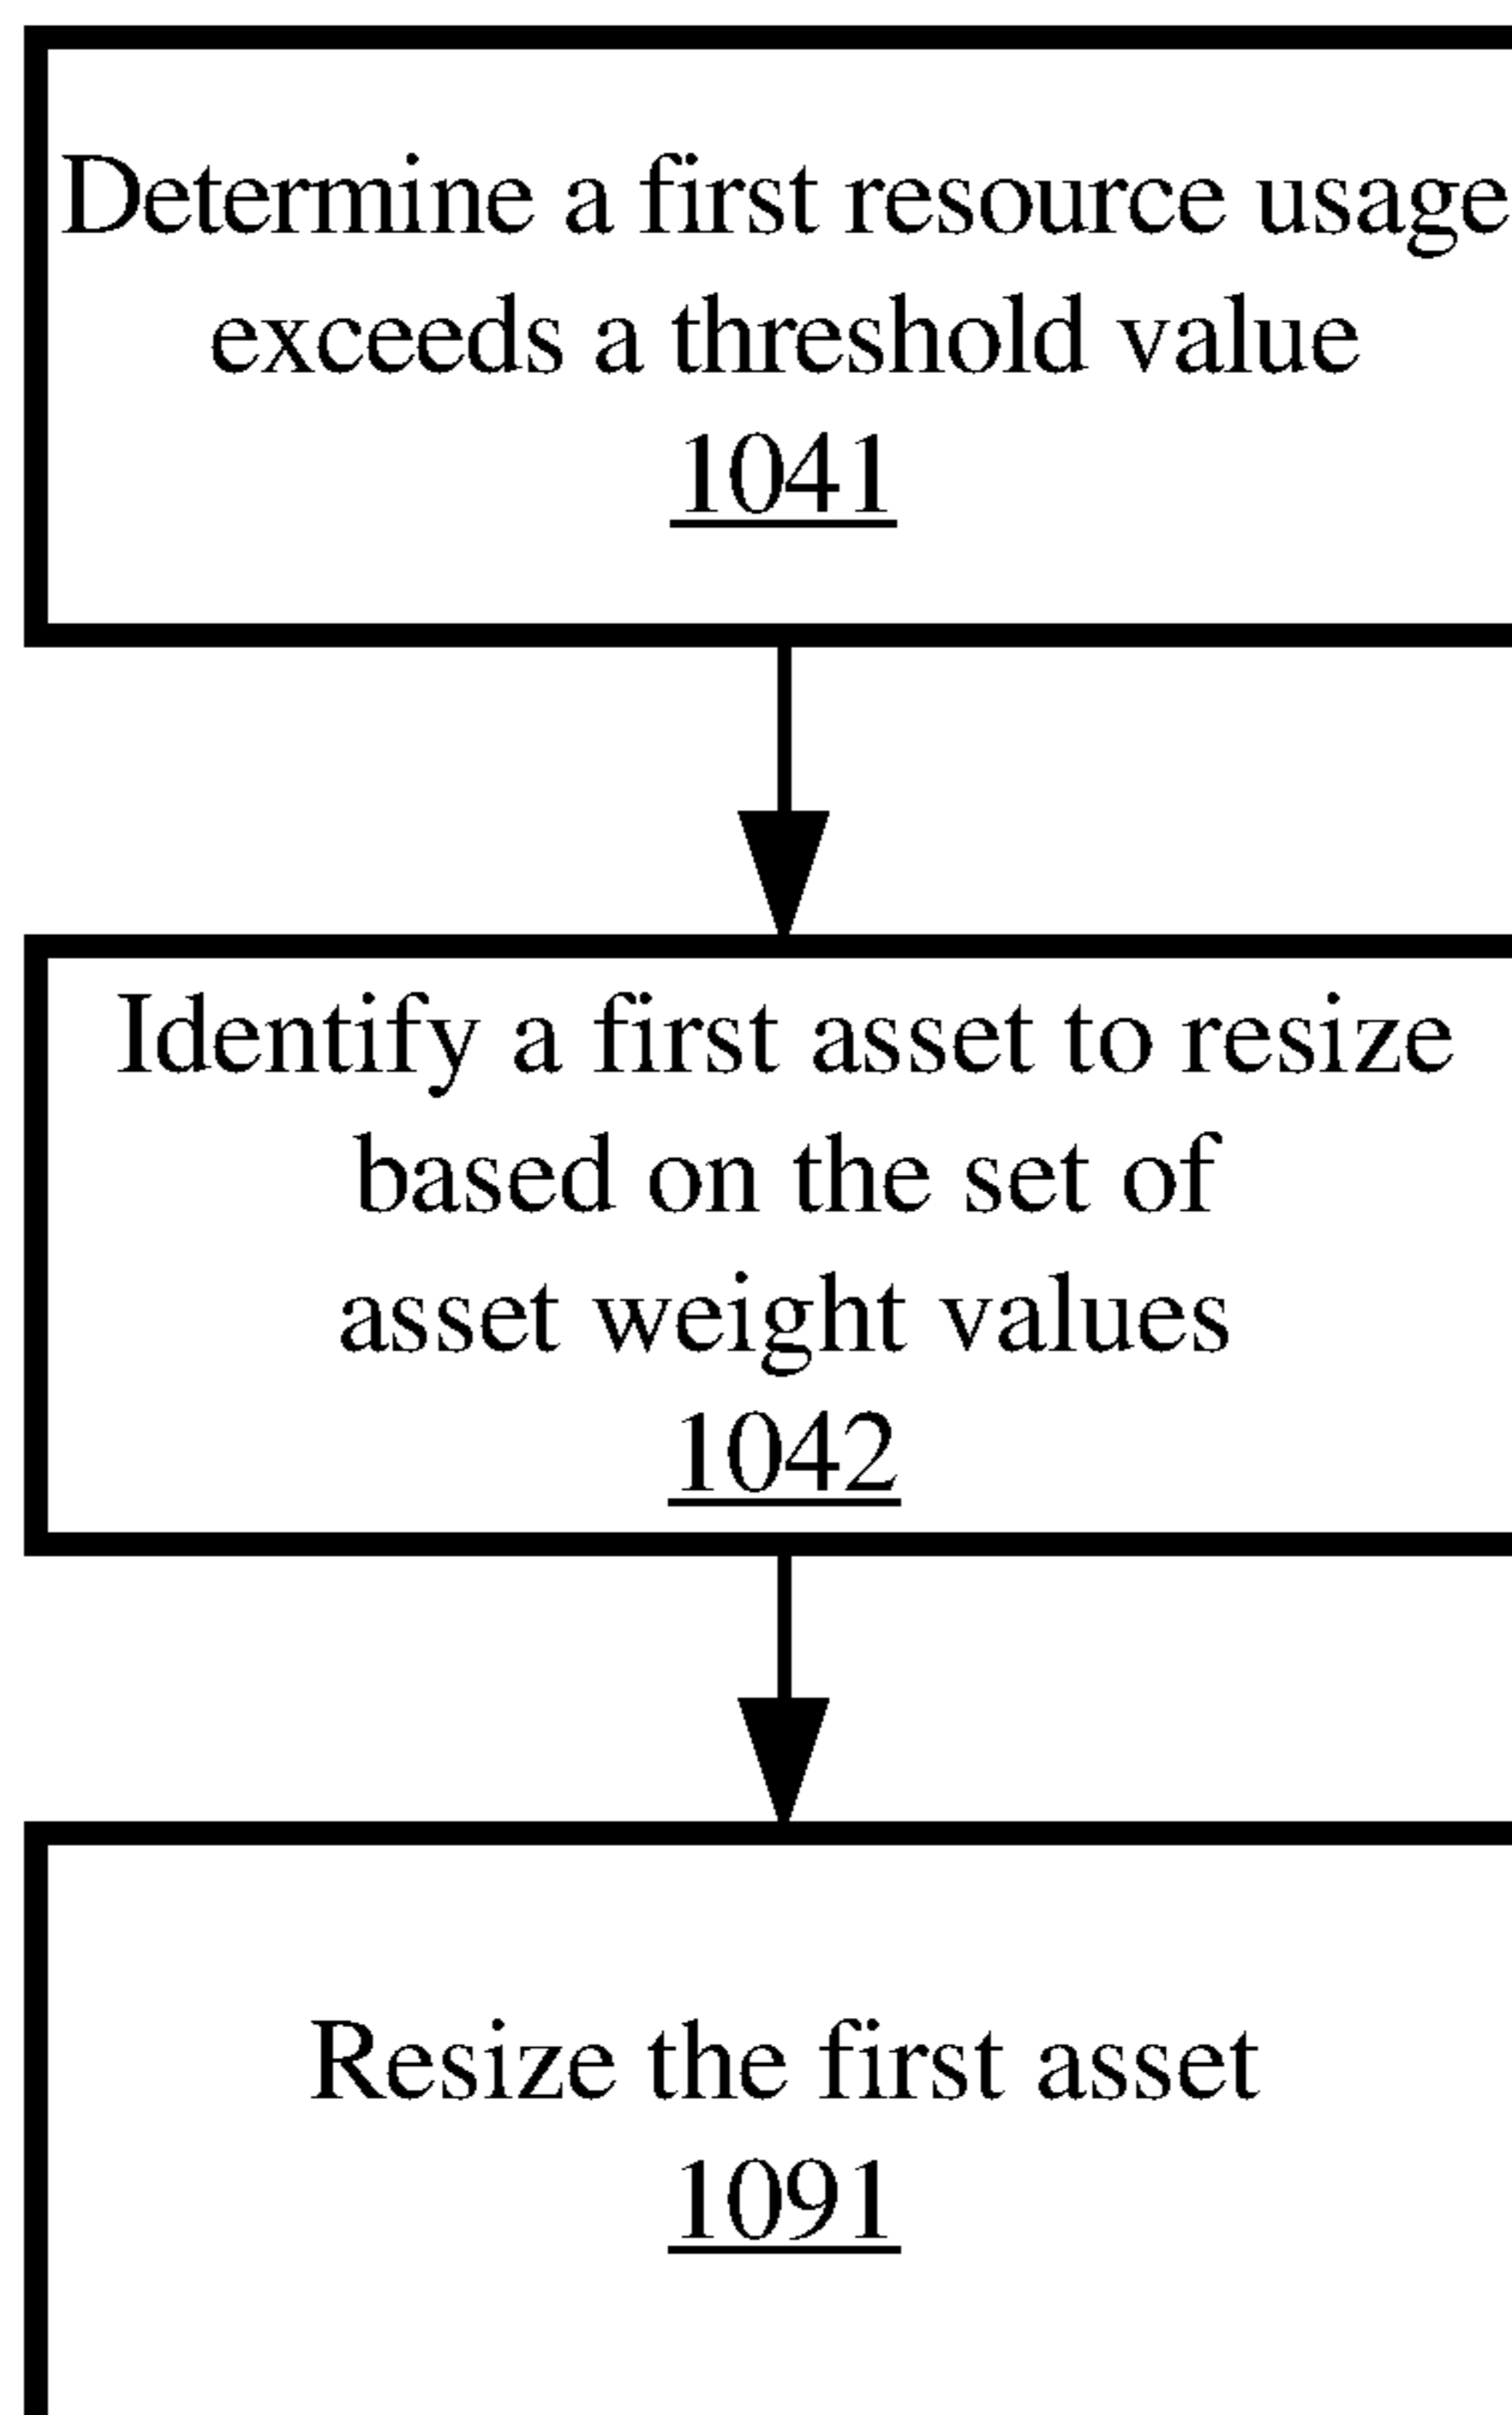 Determine a first resource usage
exceeds a threshold value
1041
Identify a first asset to resize
based on the set of
asset weight values
1042
Resize the first asset
1091